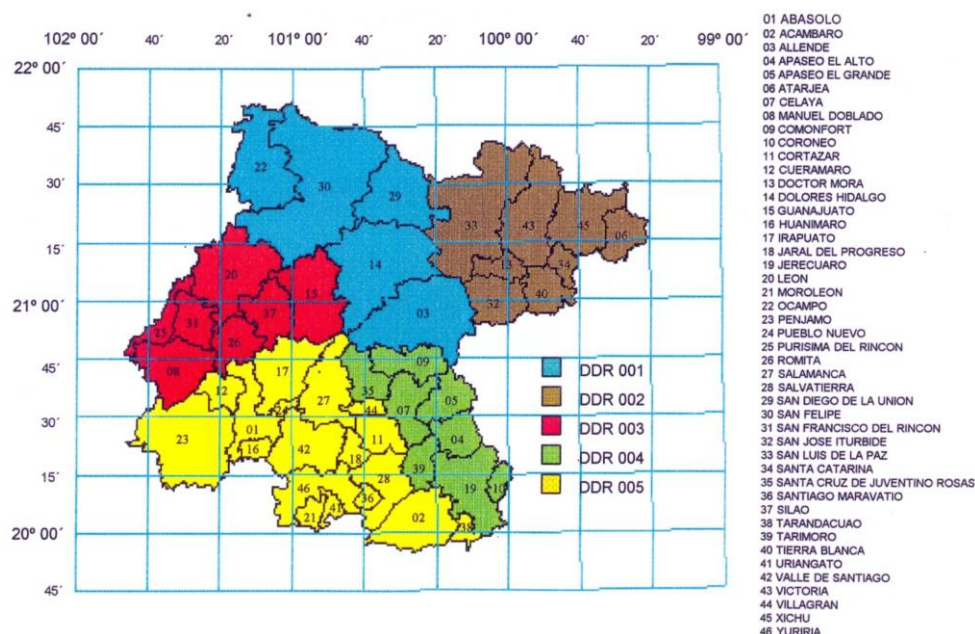 102° 00´ 40´ 20´ 101° 00´ 40´ 20´ 100° 00´ 40´ 20´ 99° 00´
22° 00´
45´
30´
15´
21° 00´
45´
30´
15´
20° 00´
45´
22
30
29
33
43
45
06
14
13
34
32
40
20
15
37
03
25
31
26
08
09
17
12
35
05
27
24
44
07
01
11
04
23
16
42
18
39
28
19
10
46
36
41
21
02
38
DDR 001
DDR 002
DDR 003
DDR 004
DDR 005
01 ABASOLO
02 ACAMBARO
03 ALLENDE
04 APASEO EL ALTO
05 APASEO EL GRANDE
06 ATARJEA
07 CELAYA
08 MANUEL DOBLADO
09 COMONFORT
10 CORONEO
11 CORTAZAR
12 CUERAMARO
13 DOCTOR MORA
14 DOLORES HIDALGO
15 GUANAJUATO
16 HUANIMARO
17 IRAPUATO
18 JARAL DEL PROGRESO
19 JERECUARO
20 LEON
21 MOROLEON
22 OCAMPO
23 PENJAMO
24 PUEBLO NUEVO
25 PURISIMA DEL RINCON
26 ROMITA
27 SALAMANCA
28 SALVATIERRA
29 SAN DIEGO DE LA UNION
30 SAN FELIPE
31 SAN FRANCISCO DEL RINCON
32 SAN JOSE ITURBIDE
33 SAN LUIS DE LA PAZ
34 SANTA CATARINA
35 SANTA CRUZ DE JUVENTINO ROSAS
36 SANTIAGO MARAVATIO
37 SILAO
38 TARANDACUAO
39 TARIMORO
40 TIERRA BLANCA
41 URIANGATO
42 VALLE DE SANTIAGO
43 VICTORIA
44 VILLAGRAN
45 XICHU
46 YURIRIA